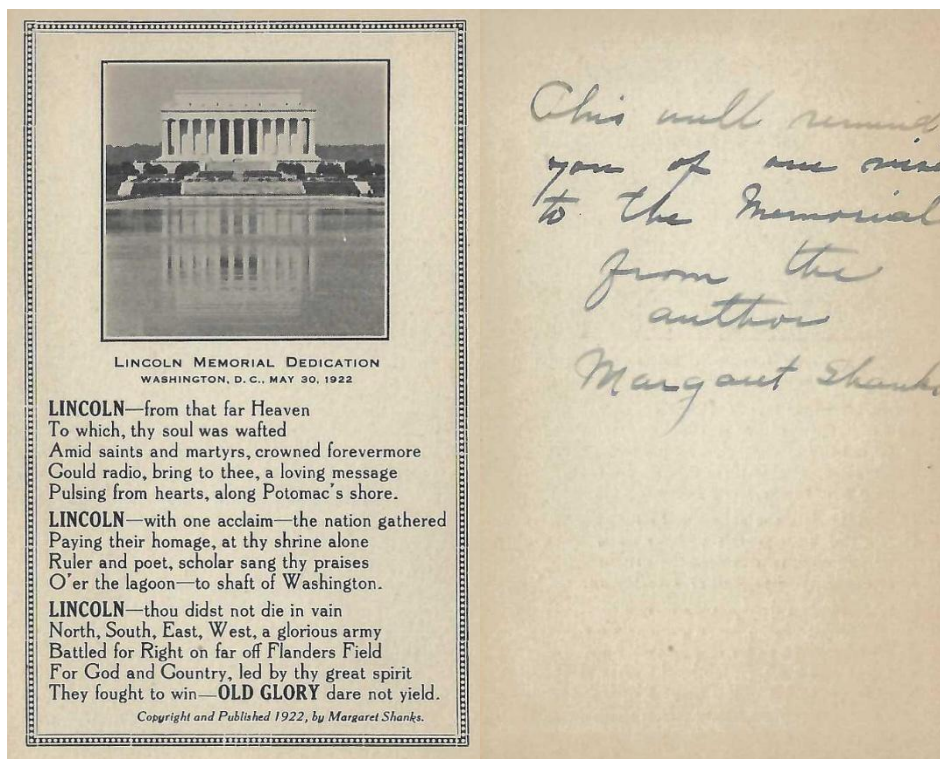 LINCOLN MEMORIAL DEDICATION
WASHINGTON, D. C., MAY 30, 1922
LINCOLN—from that far Heaven
To which, thy soul was wafted
Amid saints and martyrs, crowned forevermore
Could radio, bring to thee, a loving message
Pulsing from hearts, along Potomac's shore.
LINCOLN—with one acclaim—the nation gathered
Paying their homage, at thy shrine alone
Ruler and poet, scholar sang thy praises
O'er the lagoon—to shaft of Washington.
LINCOLN—thou didst not die in vain
North, South, East, West, a glorious army
Battled for Right on far off Flanders Field
For God and Country, led by thy great spirit
They fought to win—OLD GLORY dare not yield.
Copyright and Published 1922, by Margaret Shanks.
This will remind
you of our
to the Memorial
from the
author
Margaret Shanks